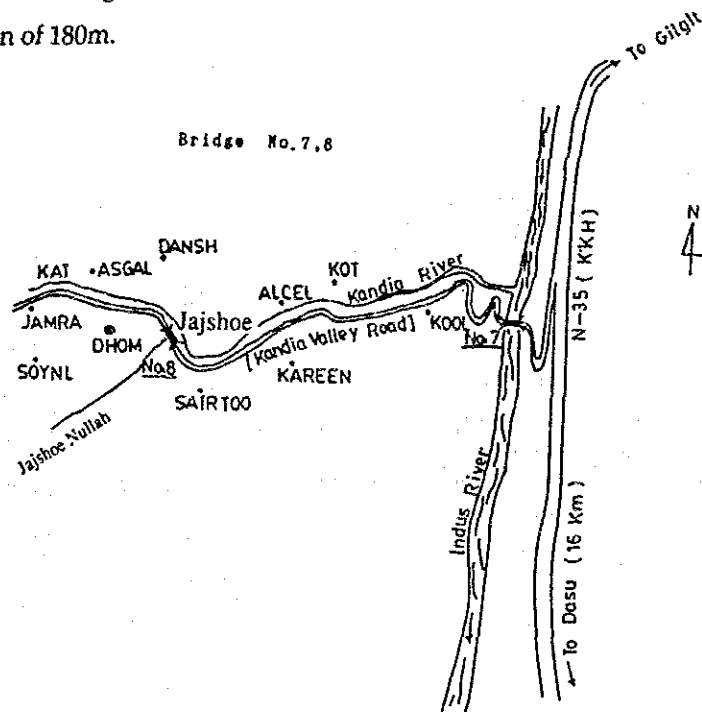 n of 180m.
To Gilgit
Bridge No.7,8
N
DANSH
KAT
ASGAL
KOT
ALCEL
Kandia River
N-35 (KKH)
JAMRA
Jajshoe
KOOL
DHOM
[Kandia Valley Road]
No.7
SOYNL
No.8
KAREEN
SAIRTOO
Jajshoe Nullah
Indus River
To Dasu (16 Km)